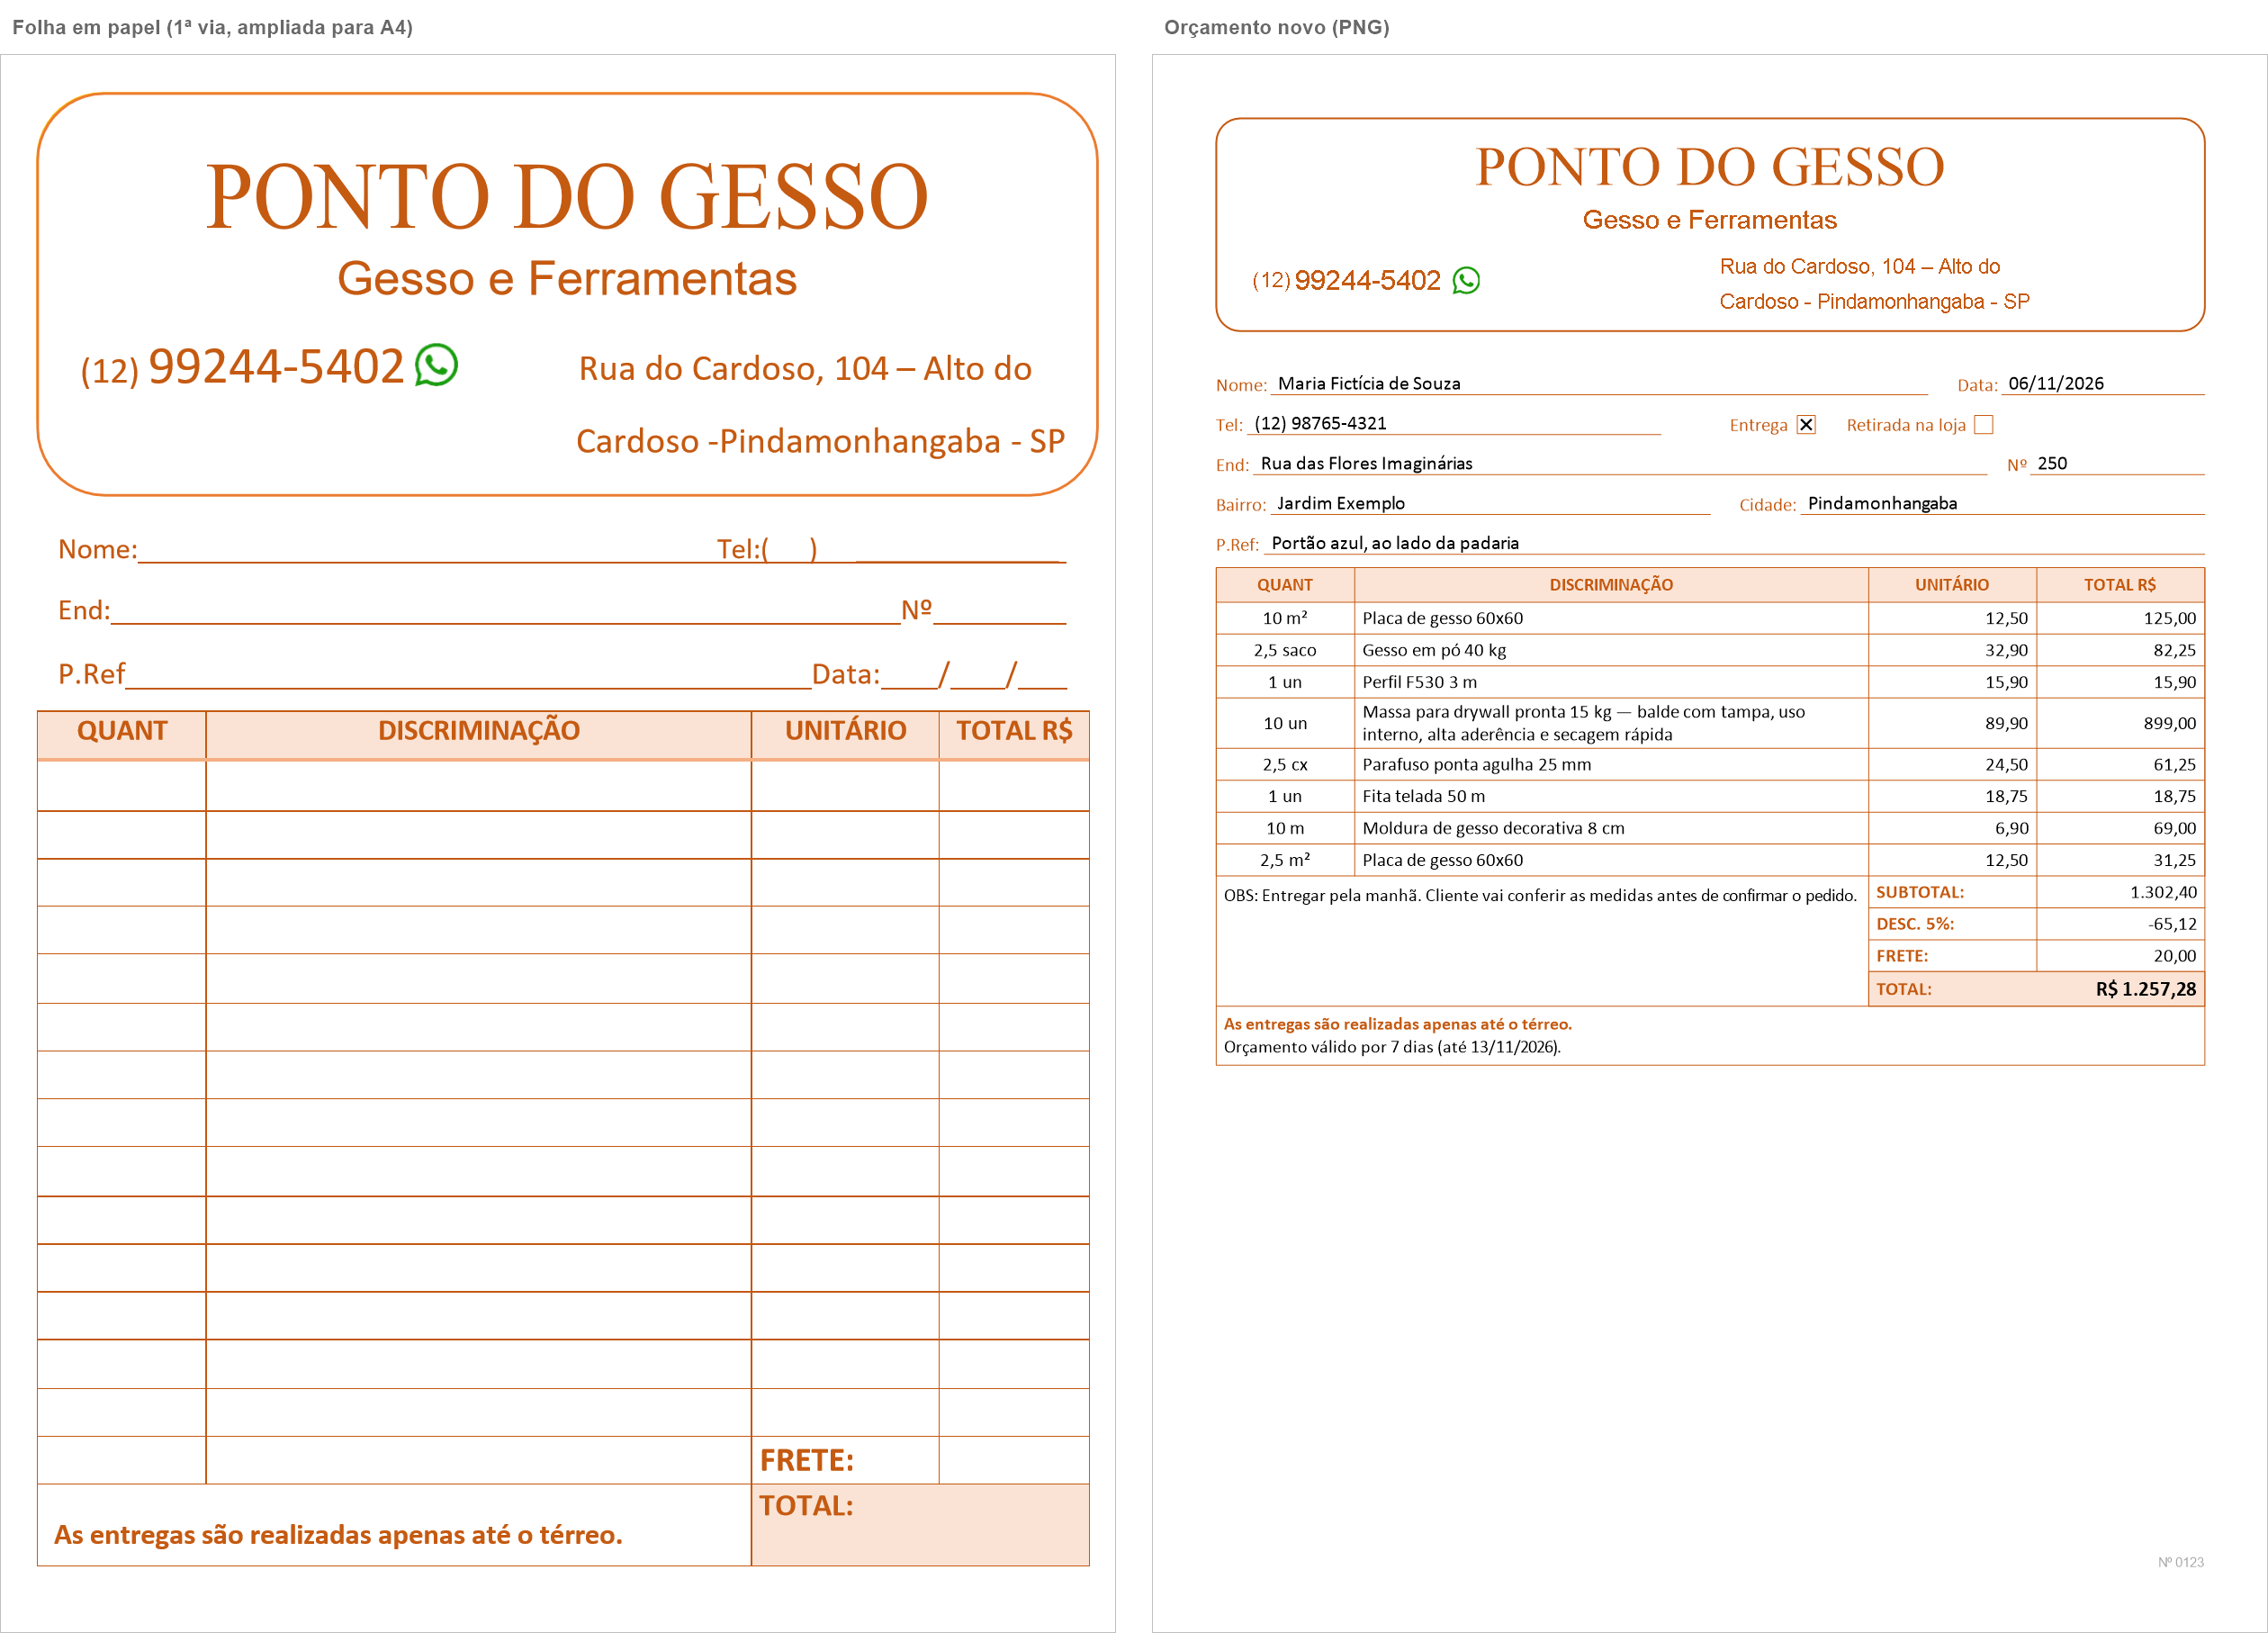 Folha em papel (1ª via, ampliada para A4)
PONTO DO GESSO
Gesso e Ferramentas
(12) 99244-5402
Rua do Cardoso, 104 – Alto do
Cardoso -Pindamonhangaba - SP
Nome: Tel:( )
End: Nº
P.Ref Data: / /
QUANT DISCRIMINAÇÃO UNITÁRIO TOTAL R$
FRETE:
TOTAL:
As entregas são realizadas apenas até o térreo.
Orçamento novo (PNG)
PONTO DO GESSO
Gesso e Ferramentas
(12) 99244-5402
Rua do Cardoso, 104 – Alto do
Cardoso - Pindamonhangaba - SP
Nome: Maria Fictícia de Souza Data: 06/11/2026
Tel: (12) 98765-4321 Entrega X Retirada na loja
End: Rua das Flores Imaginárias Nº 250
Bairro: Jardim Exemplo Cidade: Pindamonhangaba
P.Ref: Portão azul, ao lado da padaria
QUANT DISCRIMINAÇÃO UNITÁRIO TOTAL R$
10 m² Placa de gesso 60x60 12,50 125,00
2,5 saco Gesso em pó 40 kg 32,90 82,25
1 un Perfil F530 3 m 15,90 15,90
10 un Massa para drywall pronta 15 kg — balde com tampa, uso 89,90 899,00
interno, alta aderência e secagem rápida
2,5 cx Parafuso ponta agulha 25 mm 24,50 61,25
1 un Fita telada 50 m 18,75 18,75
10 m Moldura de gesso decorativa 8 cm 6,90 69,00
2,5 m² Placa de gesso 60x60 12,50 31,25
OBS: Entregar pela manhã. Cliente vai conferir as medidas antes de confirmar o pedido. SUBTOTAL: 1.302,40
DESC. 5%: -65,12
FRETE: 20,00
TOTAL: R$ 1.257,28
As entregas são realizadas apenas até o térreo.
Orçamento válido por 7 dias (até 13/11/2026).
Nº 0123